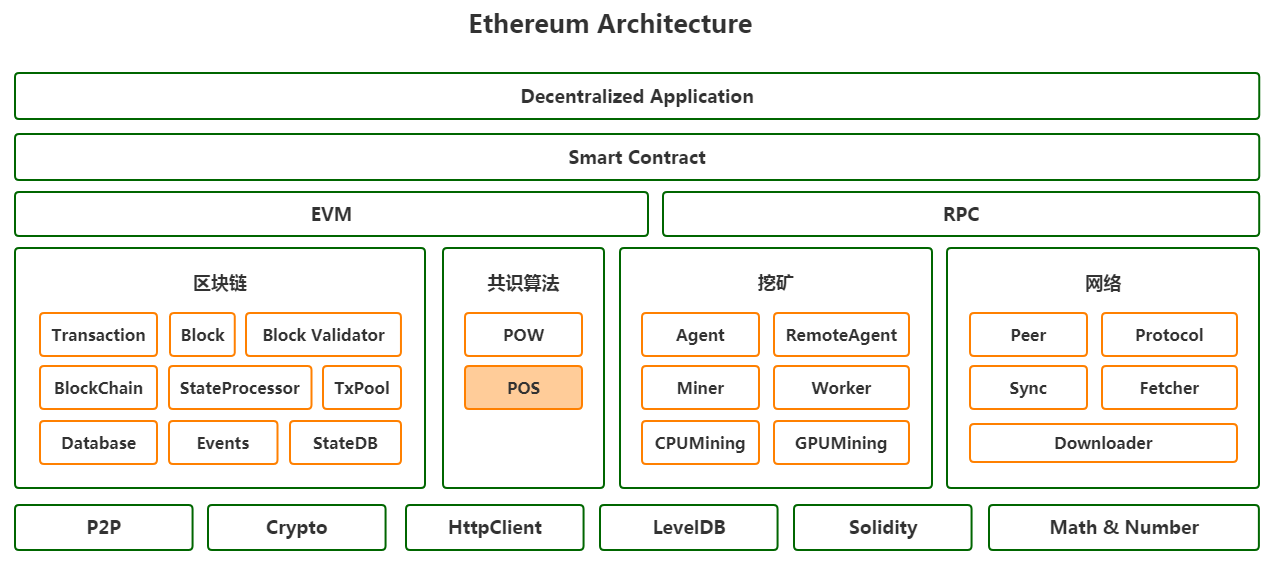 Ethereum Architecture
Decentralized Application
Smart Contract
EVM
RPC
区块链
Transaction
Block
Block Validator
BlockChain
StateProcessor
TxPool
Database
Events
StateDB
共识算法
POW
POS
挖矿
Agent
RemoteAgent
Miner
Worker
CPUMining
GPUMining
网络
Peer
Protocol
Sync
Fetcher
Downloader
P2P
Crypto
HttpClient
LevelDB
Solidity
Math & Number